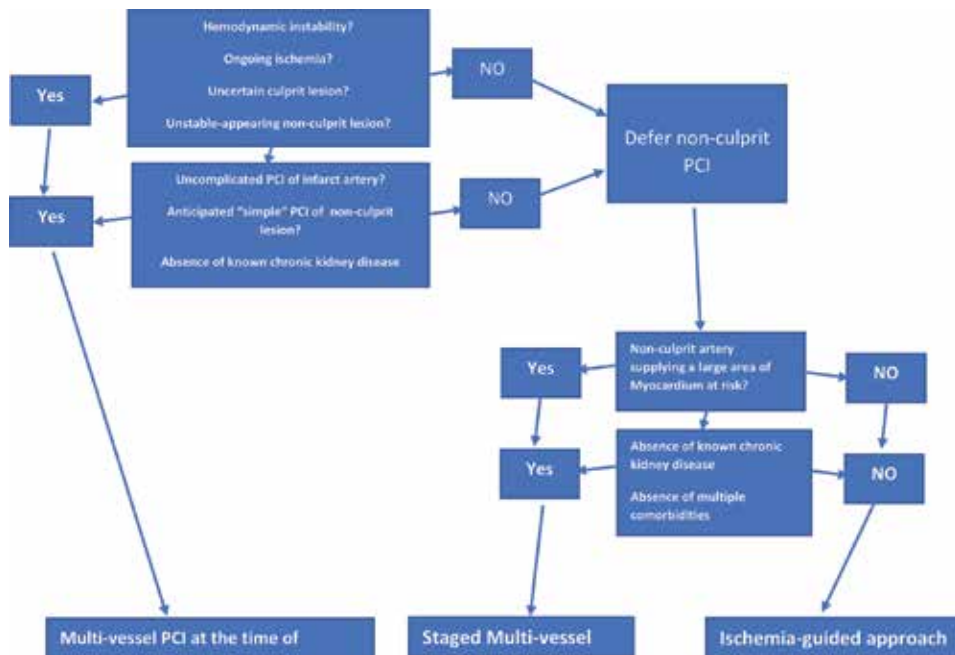 Hemodynamic instability?
Ongoing ischemia?
Uncertain culprit lesion?
Unstable-appearing non-culprit lesion?
Yes
NO
Defer non-culprit
PCI
Uncomplicated PCI of infarct artery?
Anticipated "simple" PCI of non-culprit
lesion?
Absence of known chronic kidney disease
Yes
NO
Non-culprit artery
supplying a large area of
Myocardium at risk?
Yes
NO
Absence of known chronic
kidney disease
Absence of multiple
comorbidities
Yes
NO
Multi-vessel PCI at the time of
Staged Multi-vessel
Ischemia-guided approach